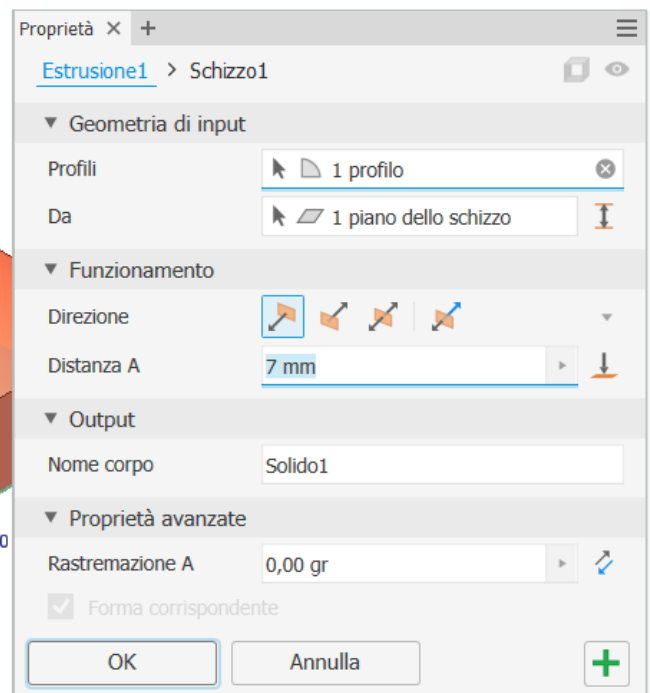 Proprietà
Estrusione1 > Schizzo1
Geometria di input
Profili 1 profilo
Da 1 piano dello schizzo
Funzionamento
Direzione
Distanza A 7 mm
Output
Nome corpo Solido1
Proprietà avanzate
Rastremazione A 0,00 gr
Forma corrispondente
OK Annulla